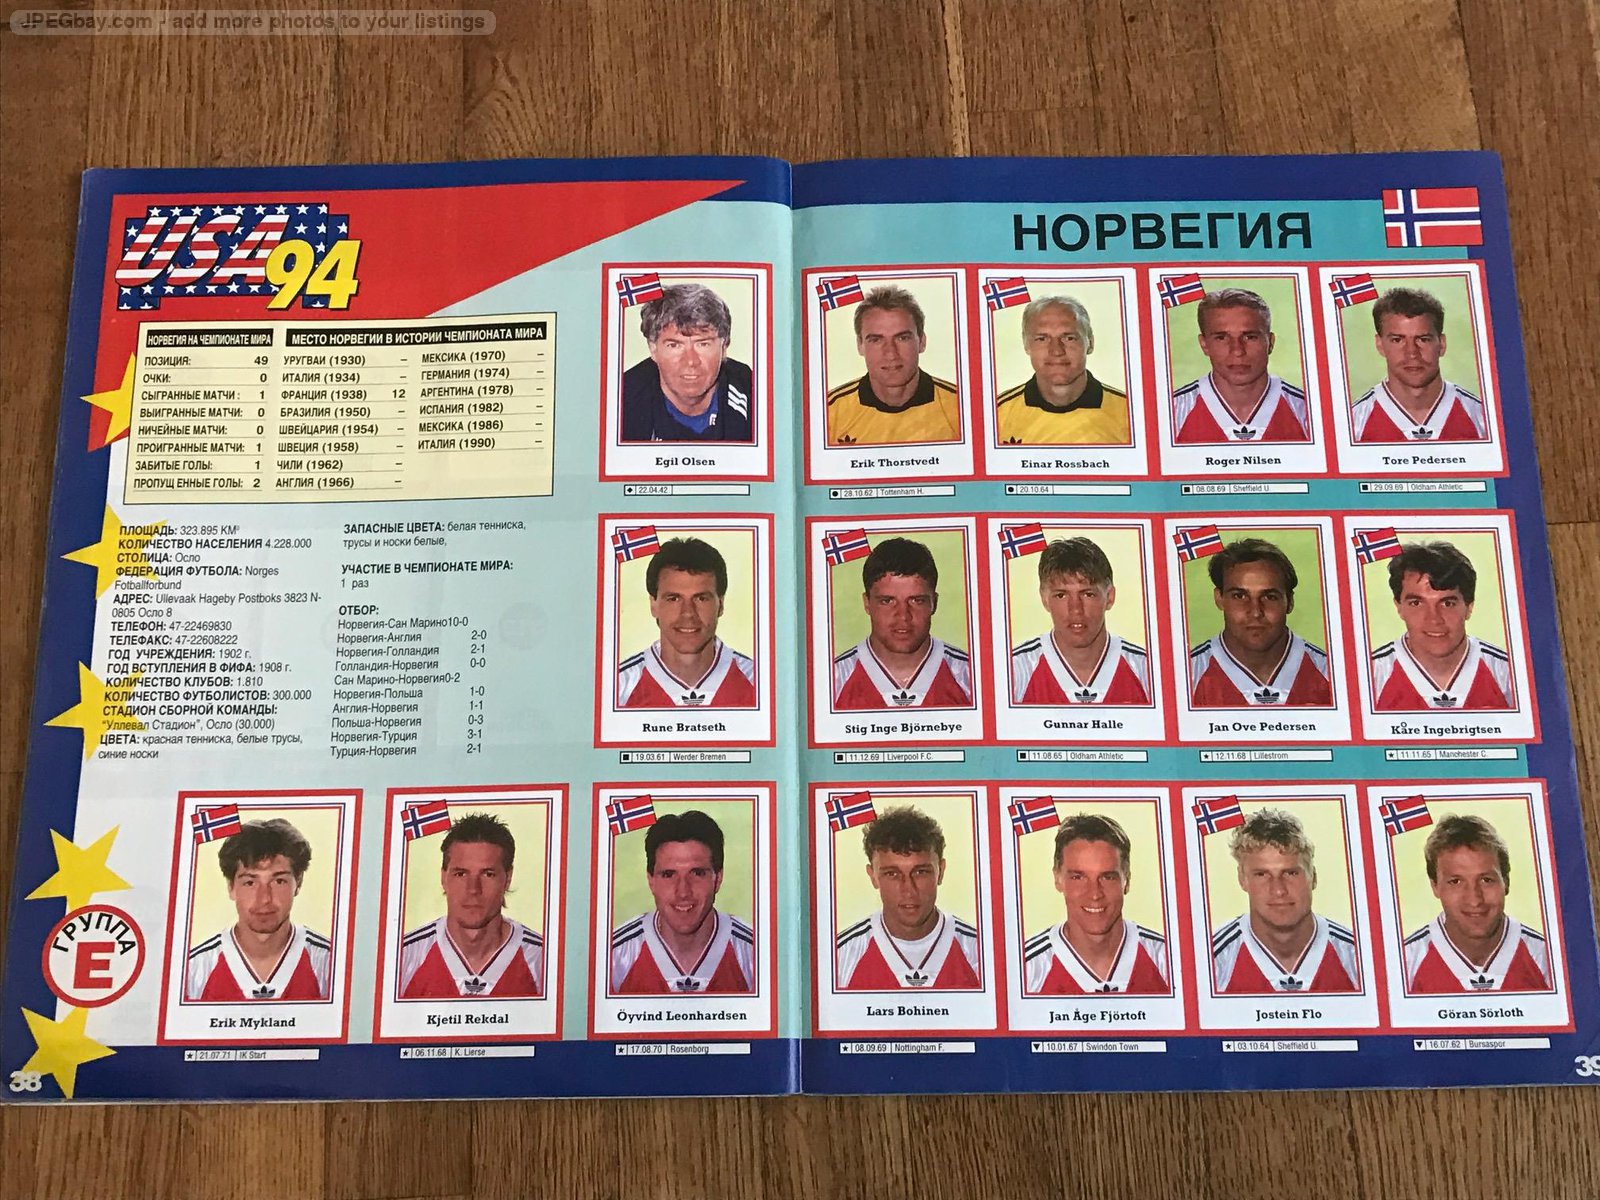 JPEGbay.com - add more photos to your listings
USA
94
НОРВЕГИЯ НА ЧЕМПИОНАТЕ МИРА
ПОЗИЦИЯ: 49
ОЧКИ: 0
СЫГРАННЫЕ МАТЧИ : 1
ВЫИГРАННЫЕ МАТЧИ: 0
НИЧЕЙНЫЕ МАТЧИ: 0
ПРОИГРАННЫЕ МАТЧИ: 1
ЗАБИТЫЕ ГОЛЫ: 1
ПРОПУЩ ЕННЫЕ ГОЛЫ: 2
МЕСТО НОРВЕГИИ В ИСТОРИИ ЧЕМПИОНАТА МИРА
УРУГВАЙ (1930) –
ИТАЛИЯ (1934) –
ФРАНЦИЯ (1938) 12
БРАЗИЛИЯ (1950) –
ШВЕЙЦАРИЯ (1954) –
ШВЕЦИЯ (1958) –
ЧИЛИ (1962) –
АНГЛИЯ (1966) –
МЕКСИКА (1970) –
ГЕРМАНИЯ (1974) –
АРГЕНТИНА (1978) –
ИСПАНИЯ (1982) –
МЕКСИКА (1986) –
ИТАЛИЯ (1990) –
ПЛОЩАДЬ: 323.895 КМ²
КОЛИЧЕСТВО НАСЕЛЕНИЯ 4.228.000
СТОЛИЦА: Осло
ФЕДЕРАЦИЯ ФУТБОЛА: Norges
Fotballforbund
АДРЕС: Ullevaak Hageby Postboks 3823 N-
0805 Осло 8
ТЕЛЕФОН: 47-22469830
ТЕЛЕФАКС: 47-22608222
ГОД УЧРЕЖДЕНИЯ: 1902 г.
ГОД ВСТУПЛЕНИЯ В ФИФА: 1908 г.
КОЛИЧЕСТВО КЛУБОВ: 1.810
КОЛИЧЕСТВО ФУТБОЛИСТОВ: 300.000
СТАДИОН СБОРНОЙ КОМАНДЫ:
"Уллевал Стадион", Осло (30.000)
ЦВЕТА: красная тенниска, белые трусы,
синие носки
ЗАПАСНЫЕ ЦВЕТА: белая тенниска,
трусы и носки белые,
УЧАСТИЕ В ЧЕМПИОНАТЕ МИРА:
1 раз
ОТБОР:
Норвегия-Сан Марино10-0
Норвегия-Англия 2-0
Норвегия-Голландия 2-1
Голландия-Норвегия 0-0
Сан Марино-Норвегия0-2
Норвегия-Польша 1-0
Англия-Норвегия 1-1
Польша-Норвегия 0-3
Норвегия-Турция 3-1
Турция-Норвегия 2-1
ГРУППА
E
38
НОРВЕГИЯ
Egil Olsen
22.04.42
Erik Thorstvedt
28.10.62 Tottenham H.
Einar Rossbach
20.10.64
Roger Nilsen
08.08.69 Sheffield U.
Tore Pedersen
29.09.69 Oldham Athletic
Rune Bratseth
19.03.61 Werder Bremen
Stig Inge Björnebye
11.12.69 Liverpool F.C.
Gunnar Halle
11.08.65 Oldham Athletic
Jan Ove Pedersen
12.11.68 Lillestrom
Kåre Ingebrigtsen
11.11.65 Manchester C.
Erik Mykland
21.07.71 IK Start
Kjetil Rekdal
06.11.68 K. Lierse
Öyvind Leonhardsen
17.08.70 Rosenborg
Lars Bohinen
08.09.69 Nottingham F.
Jan Åge Fjörtoft
10.01.67 Swindon Town
Jostein Flo
03.10.64 Sheffield U.
Göran Sörloth
16.07.62 Bursaspor
39